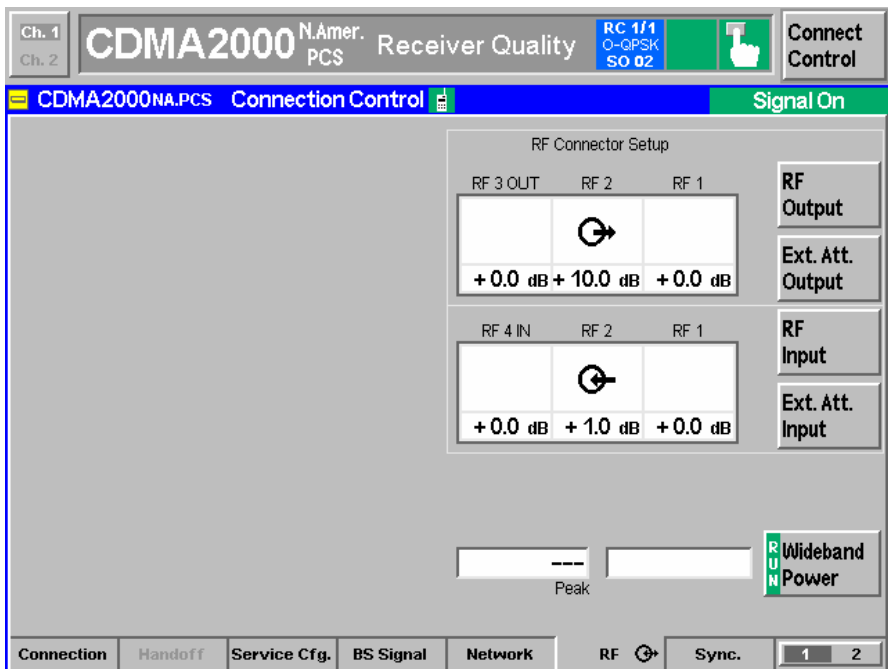 Ch. 1
Ch. 2
CDMA2000 N.Amer. PCS Receiver Quality
RC 1/1
O-QPSK
SO 02
Connect Control
CDMA2000 NA.PCS Connection Control
Signal On
RF Connector Setup
RF 3 OUT RF 2 RF 1
+ 0.0 dB + 10.0 dB + 0.0 dB
RF Output
Ext. Att. Output
RF 4 IN RF 2 RF 1
+ 0.0 dB + 1.0 dB + 0.0 dB
RF Input
Ext. Att. Input
---
Peak
RUN
Wideband Power
Connection Handoff Service Cfg. BS Signal Network RF Sync. 1 2